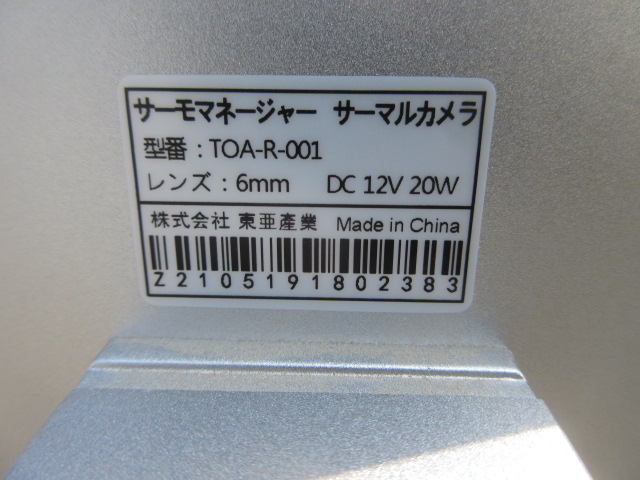 サーモマネージャー サーマルカメラ
型番：TOA-R-001
レンズ：6mm DC 12V 20W
株式会社 東亜産業 Made in China
Z210519180​2383